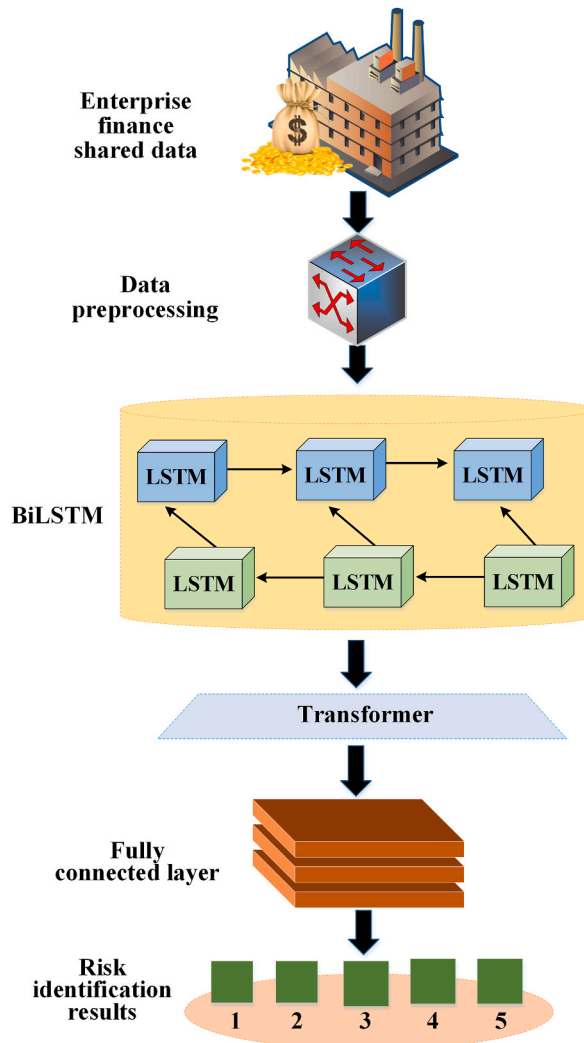 Enterprise
finance
shared data
$
Data
preprocessing
BiLSTM
LSTM LSTM LSTM
LSTM LSTM LSTM
Transformer
Fully
connected layer
Risk
identification
results
1 2 3 4 5